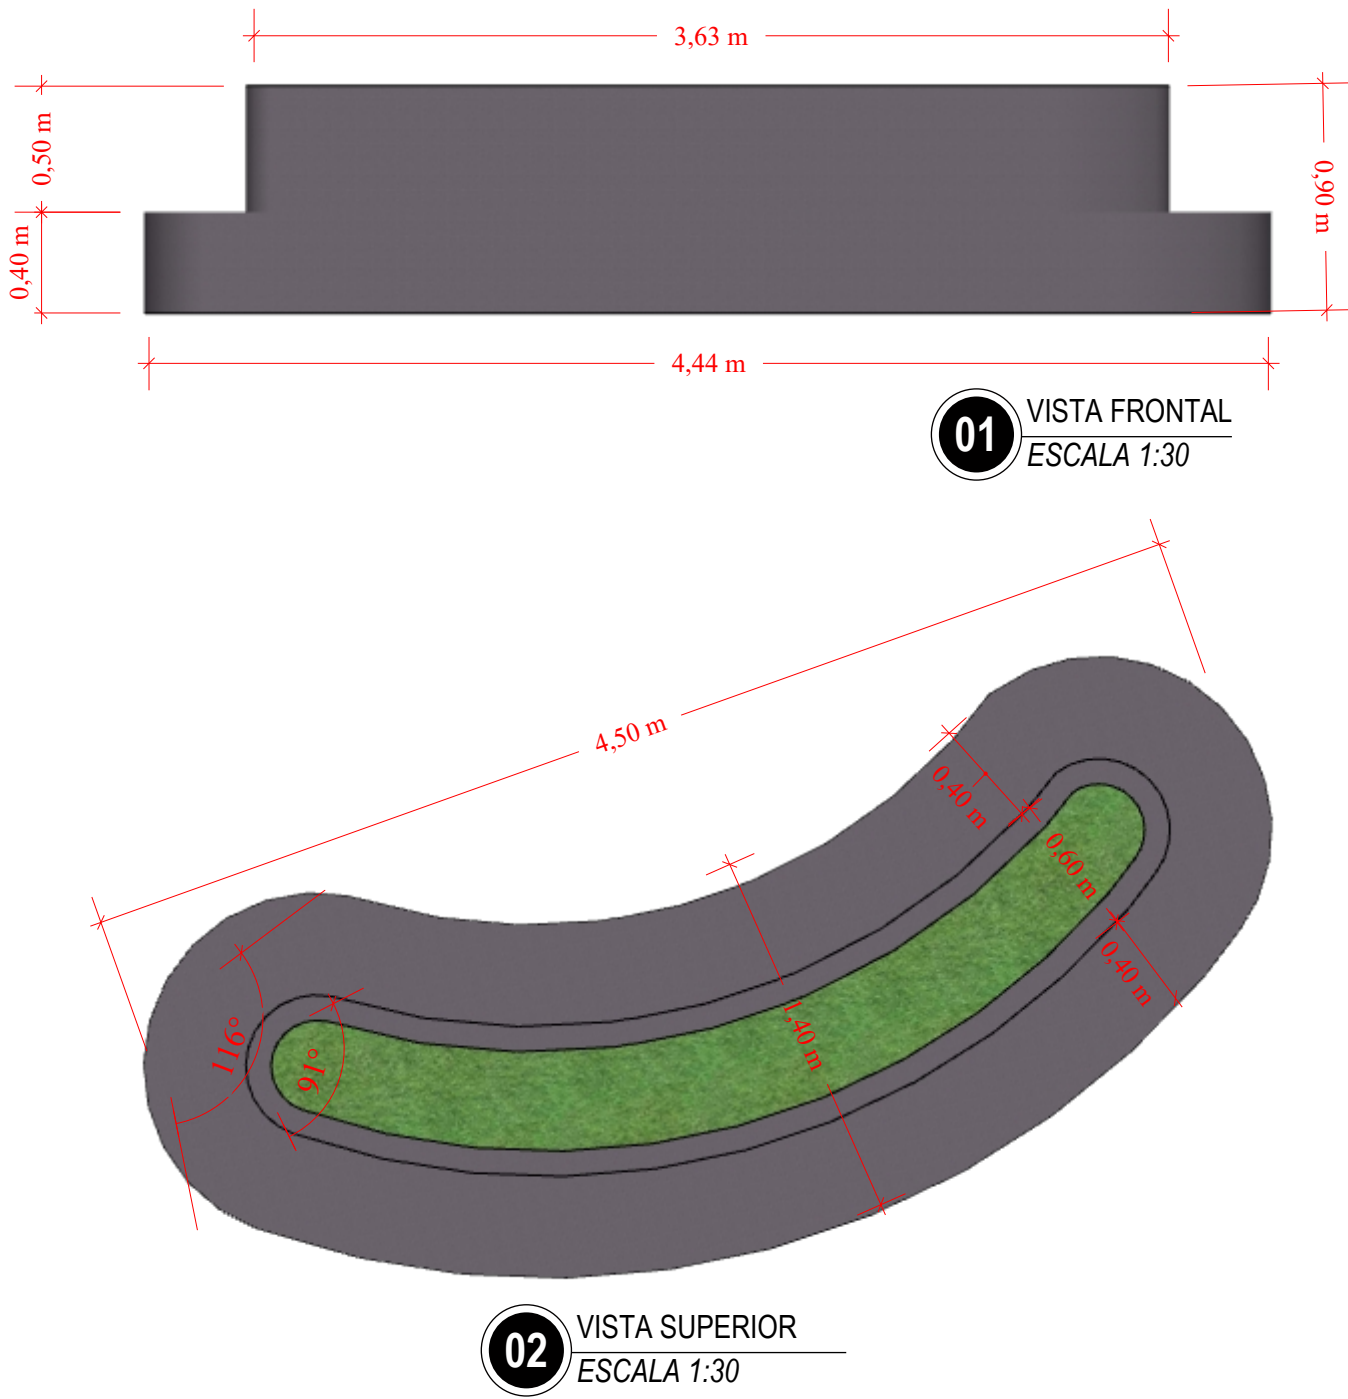 3,63 m
0,50 m
0,90 m
0,40 m
4,44 m
01
VISTA FRONTAL
ESCALA 1:30
4,50 m
0,40 m
0,60 m
0,40 m
1,40 m
116°
91°
02
VISTA SUPERIOR
ESCALA 1:30